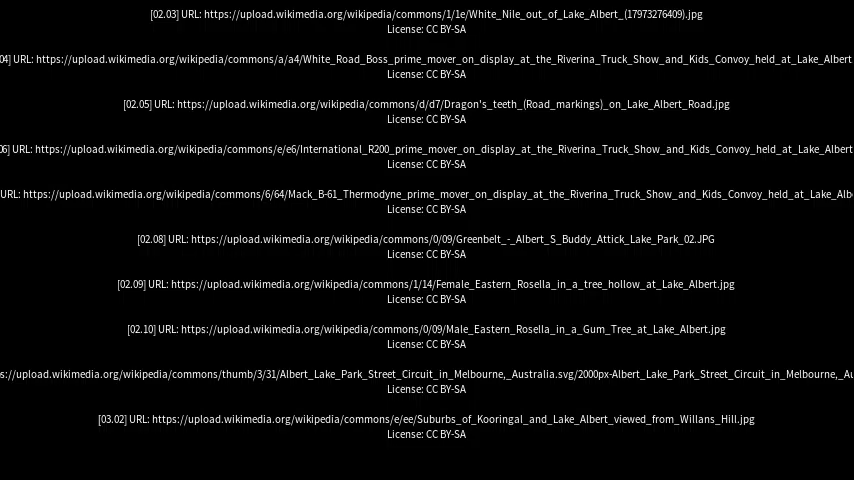 [02.03] URL: https://upload.wikimedia.org/wikipedia/commons/1/1e/White_Nile_out_of_Lake_Albert_(17973276409).jpg
License: CC BY-SA
04] URL: https://upload.wikimedia.org/wikipedia/commons/a/a4/White_Road_Boss_prime_mover_on_display_at_the_Riverina_Truck_Show_and_Kids_Convoy_held_at_Lake_Albert
License: CC BY-SA
[02.05] URL: https://upload.wikimedia.org/wikipedia/commons/d/d7/Dragon's_teeth_(Road_markings)_on_Lake_Albert_Road.jpg
License: CC BY-SA
06] URL: https://upload.wikimedia.org/wikipedia/commons/e/e6/International_R200_prime_mover_on_display_at_the_Riverina_Truck_Show_and_Kids_Convoy_held_at_Lake_Albert
License: CC BY-SA
URL: https://upload.wikimedia.org/wikipedia/commons/6/64/Mack_B-61_Thermodyne_prime_mover_on_display_at_the_Riverina_Truck_Show_and_Kids_Convoy_held_at_Lake_Alb
License: CC BY-SA
[02.08] URL: https://upload.wikimedia.org/wikipedia/commons/0/09/Greenbelt_-_Albert_S_Buddy_Attick_Lake_Park_02.JPG
License: CC BY-SA
[02.09] URL: https://upload.wikimedia.org/wikipedia/commons/1/14/Female_Eastern_Rosella_in_a_tree_hollow_at_Lake_Albert.jpg
License: CC BY-SA
[02.10] URL: https://upload.wikimedia.org/wikipedia/commons/0/09/Male_Eastern_Rosella_in_a_Gum_Tree_at_Lake_Albert.jpg
License: CC BY-SA
s://upload.wikimedia.org/wikipedia/commons/thumb/3/31/Albert_Lake_Park_Street_Circuit_in_Melbourne,_Australia.svg/2000px-Albert_Lake_Park_Street_Circuit_in_Melbourne,_Au
License: CC BY-SA
[03.02] URL: https://upload.wikimedia.org/wikipedia/commons/e/ee/Suburbs_of_Kooringal_and_Lake_Albert_viewed_from_Willans_Hill.jpg
License: CC BY-SA